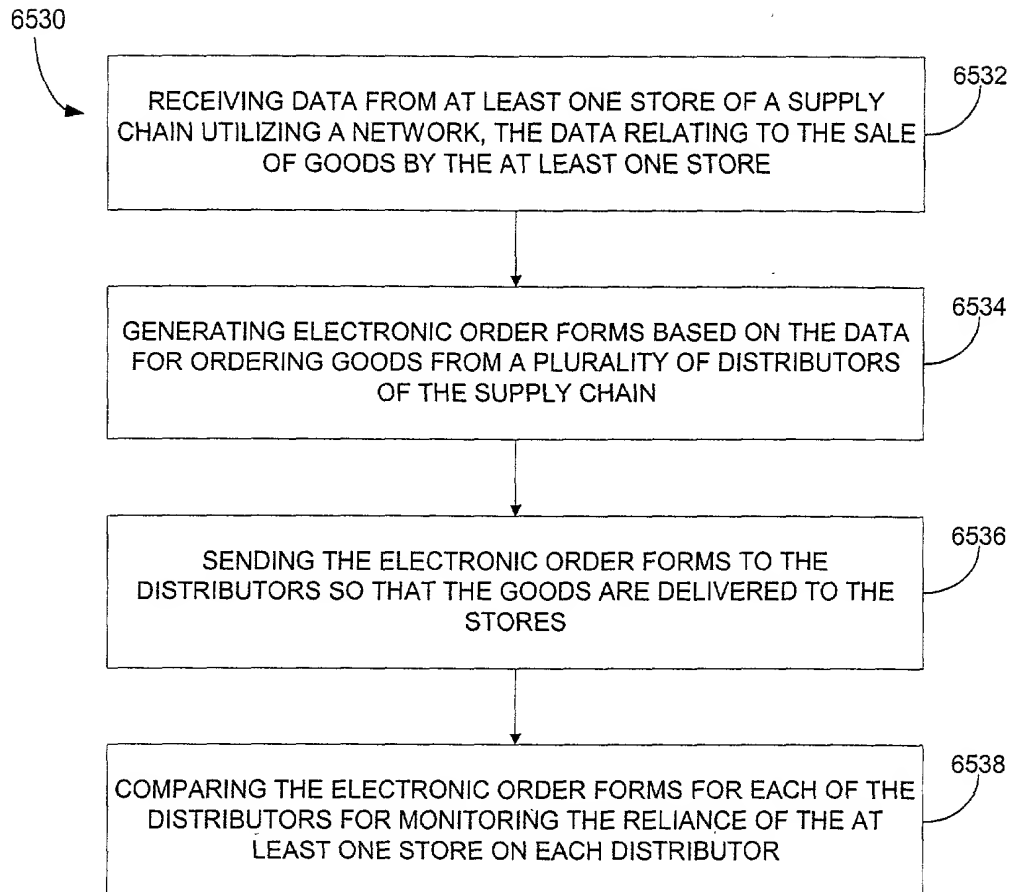 6530
RECEIVING DATA FROM AT LEAST ONE STORE OF A SUPPLY
CHAIN UTILIZING A NETWORK, THE DATA RELATING TO THE SALE
OF GOODS BY THE AT LEAST ONE STORE
6532
GENERATING ELECTRONIC ORDER FORMS BASED ON THE DATA
FOR ORDERING GOODS FROM A PLURALITY OF DISTRIBUTORS
OF THE SUPPLY CHAIN
6534
SENDING THE ELECTRONIC ORDER FORMS TO THE
DISTRIBUTORS SO THAT THE GOODS ARE DELIVERED TO THE
STORES
6536
COMPARING THE ELECTRONIC ORDER FORMS FOR EACH OF THE
DISTRIBUTORS FOR MONITORING THE RELIANCE OF THE AT
LEAST ONE STORE ON EACH DISTRIBUTOR
6538